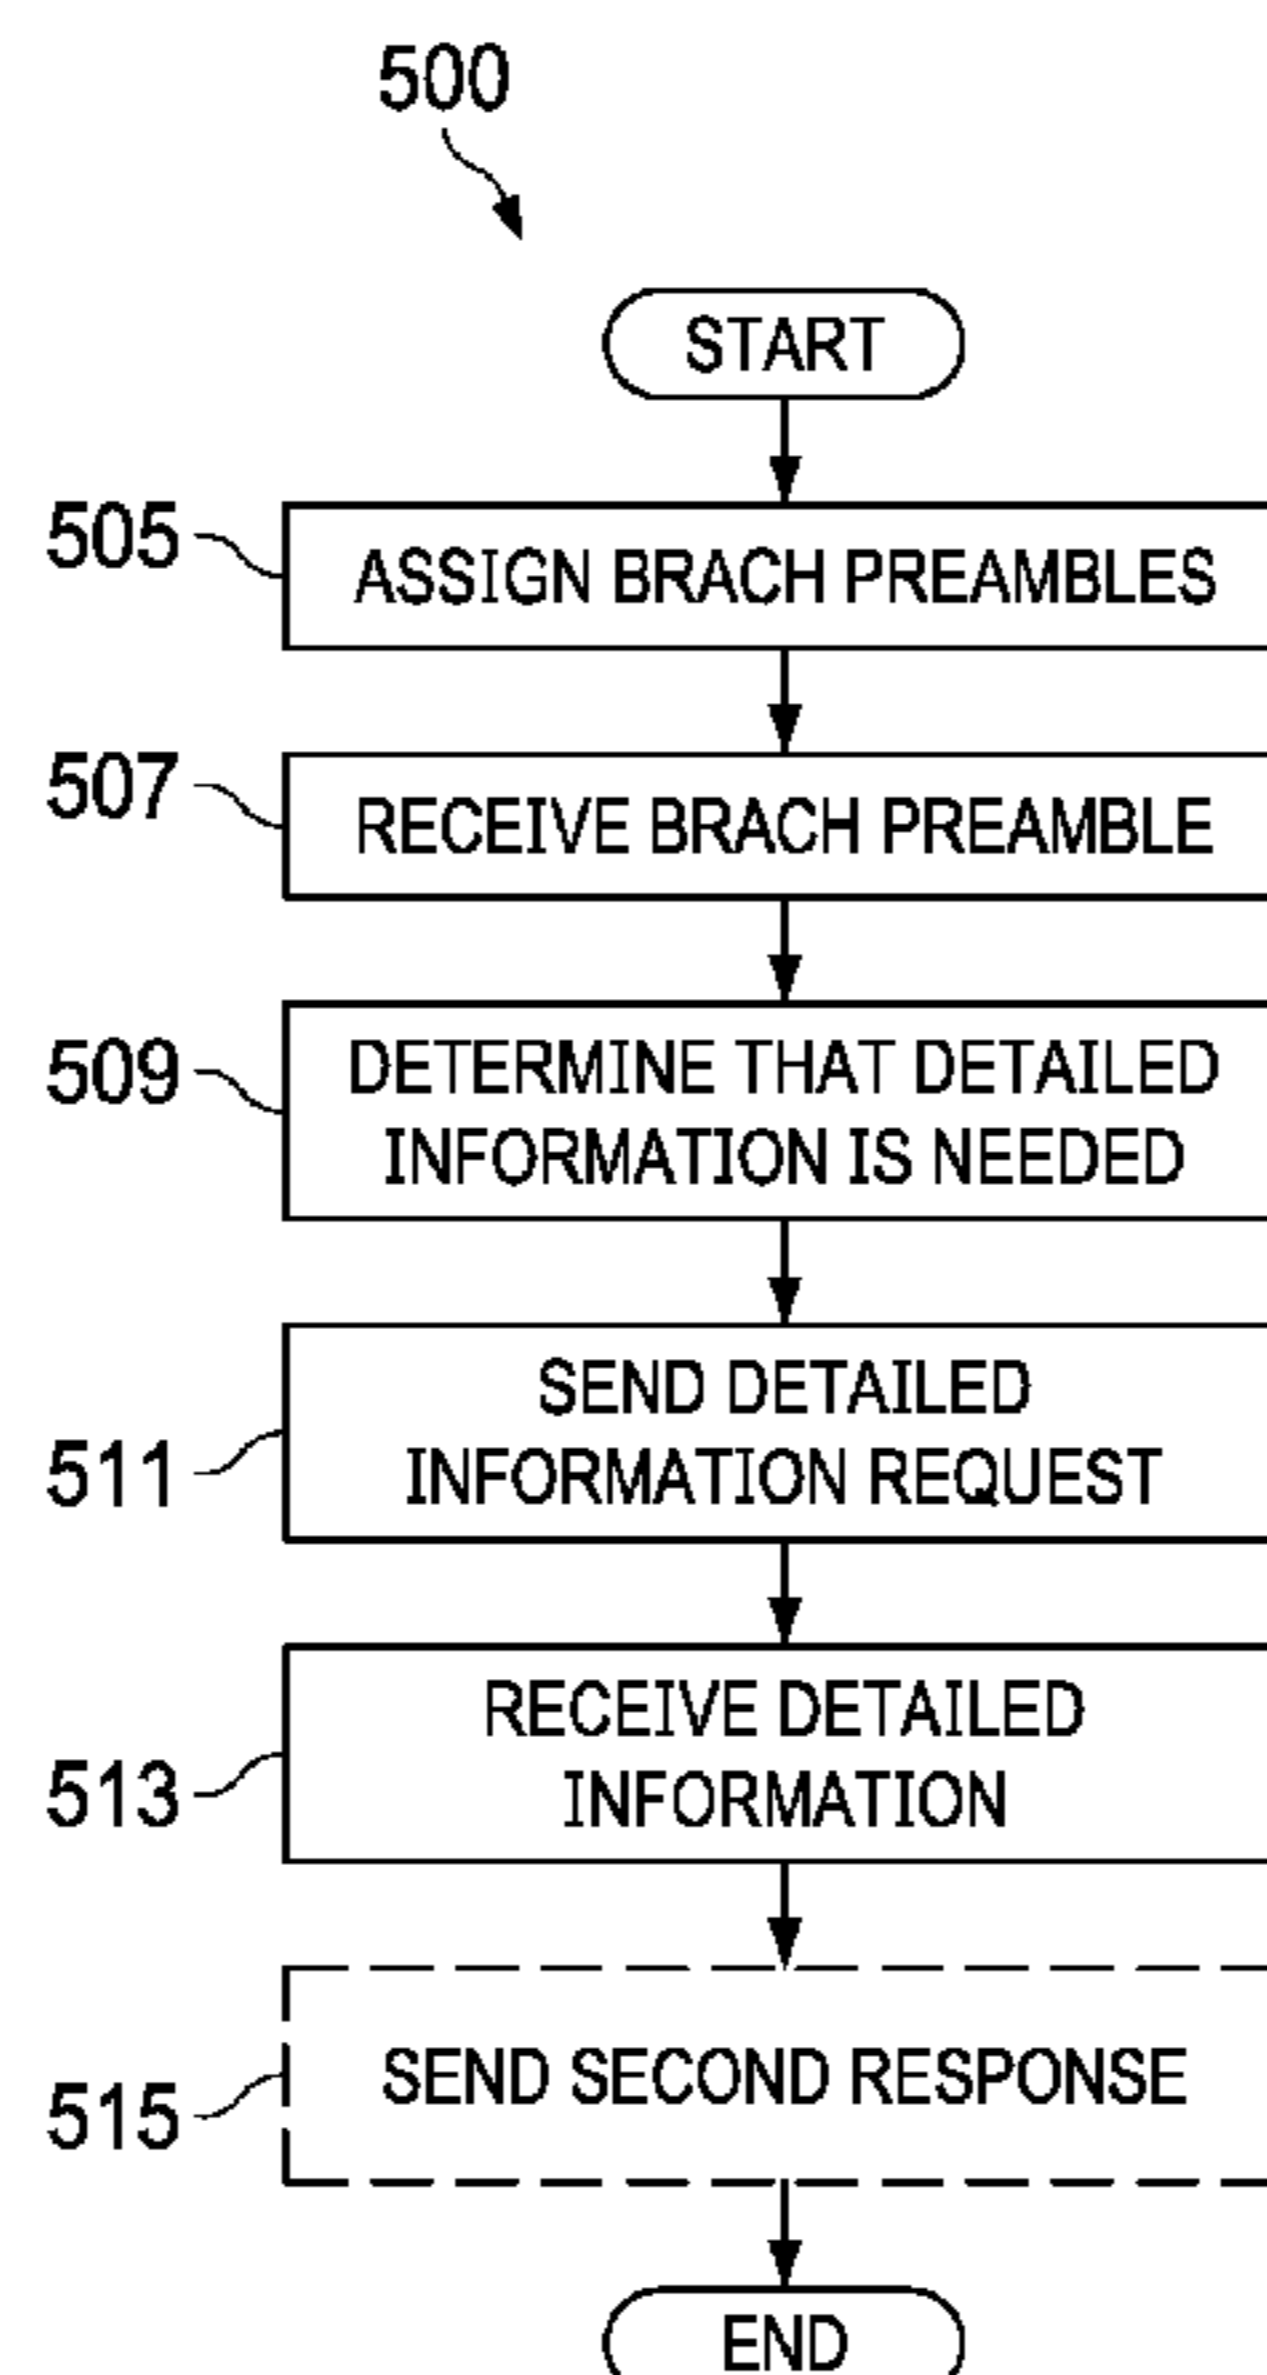 500
START
505
ASSIGN BRACH PREAMBLES
507
RECEIVE BRACH PREAMBLE
509
DETERMINE THAT DETAILED
INFORMATION IS NEEDED
511
SEND DETAILED
INFORMATION REQUEST
513
RECEIVE DETAILED
INFORMATION
515
SEND SECOND RESPONSE
END